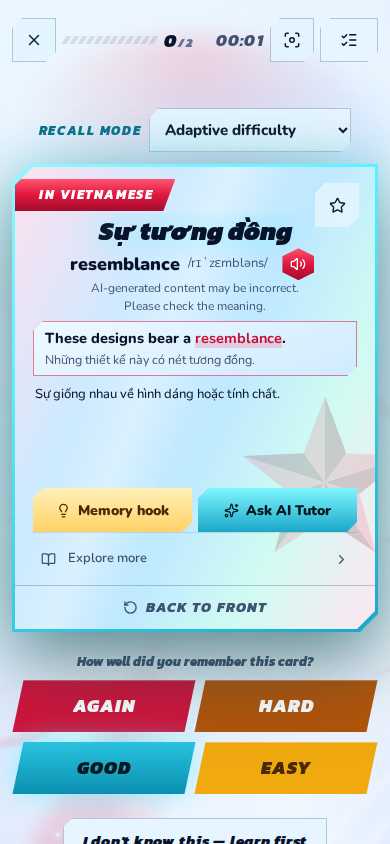 0/2 00:01
RECALL MODE Adaptive difficulty
IN VIETNAMESE
Sự tương đồng
resemblance /rɪˈzɛmbləns/
AI-generated content may be incorrect.
Please check the meaning.
These designs bear a resemblance.
Những thiết kế này có nét tương đồng.
Sự giống nhau về hình dáng hoặc tính chất.
Memory hook Ask AI Tutor
Explore more
BACK TO FRONT
How well did you remember this card?
AGAIN HARD
GOOD EASY
I don't know this — learn first